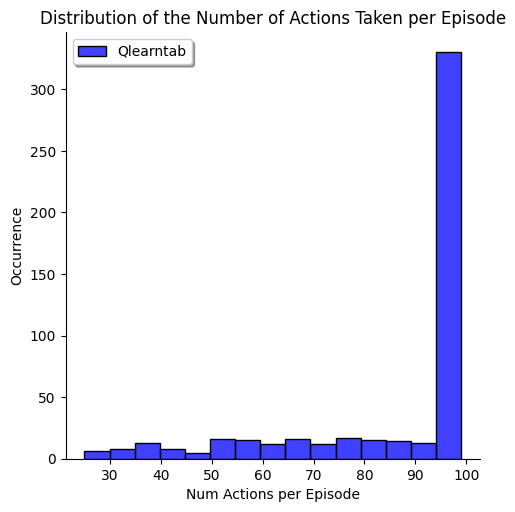 Distribution of the Number of Actions Taken per Episode
Qlearntab
300
250
200
150
100
50
0
Occurrence
30 40 50 60 70 80 90 100
Num Actions per Episode